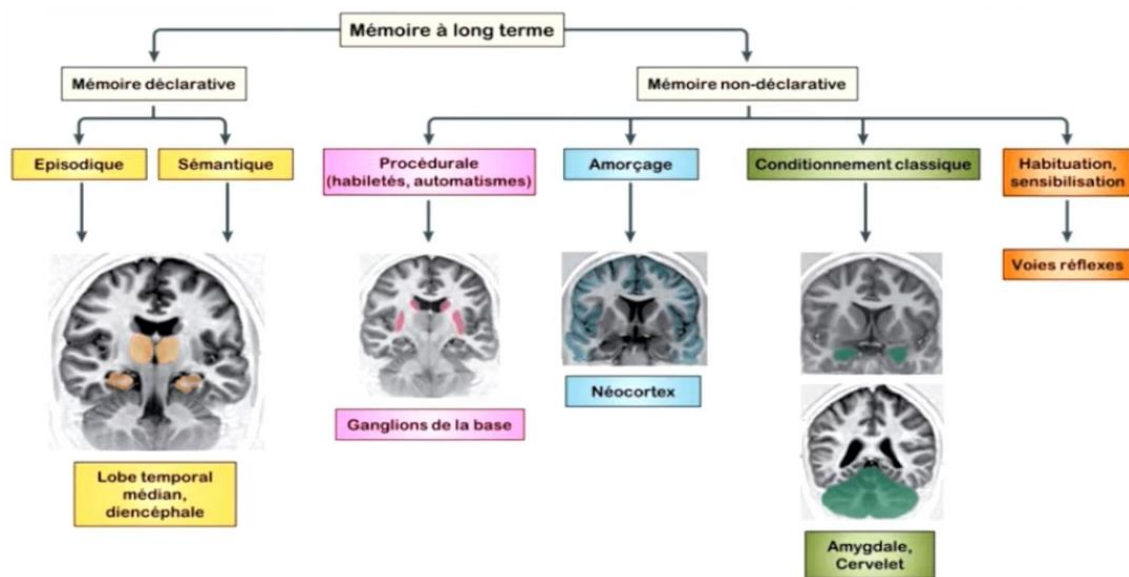 Mémoire à long terme
Mémoire déclarative
Mémoire non-déclarative
Episodique
Sémantique
Procédurale
(habiletés, automatismes)
Amorçage
Conditionnement classique
Habituation,
sensibilisation
Voies réflexes
Néocortex
Ganglions de la base
Lobe temporal
médian,
diencéphale
Amygdale,
Cervelet